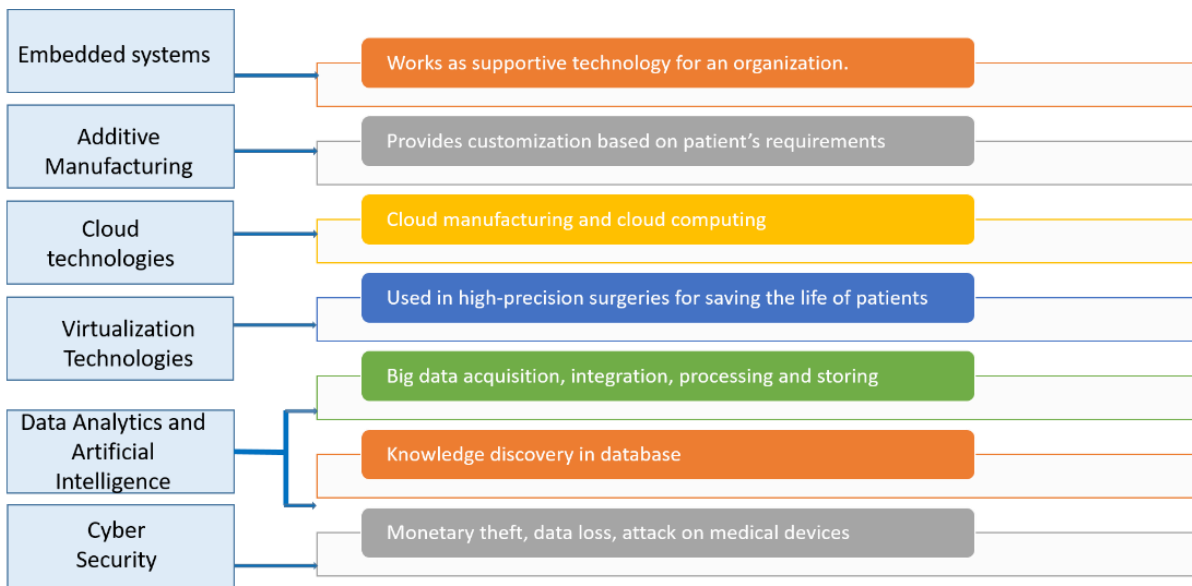 Embedded systems
Works as supportive technology for an organization.
Additive
Manufacturing
Provides customization based on patient’s requirements
Cloud
technologies
Cloud manufacturing and cloud computing
Virtualization
Technologies
Used in high-precision surgeries for saving the life of patients
Data Analytics and
Artificial
Intelligence
Big data acquisition, integration, processing and storing
Knowledge discovery in database
Cyber
Security
Monetary theft, data loss, attack on medical devices